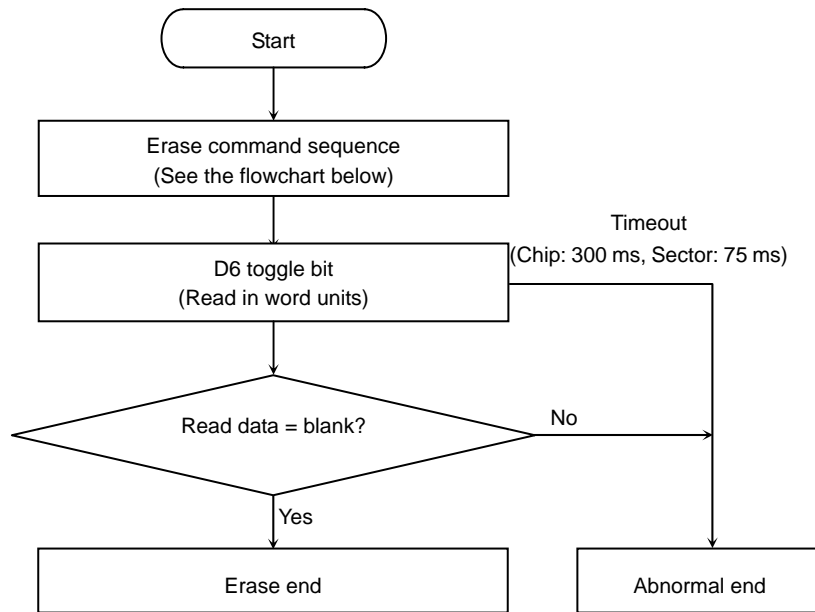 Start
Erase command sequence
(See the flowchart below)
Timeout
(Chip: 300 ms, Sector: 75 ms)
D6 toggle bit
(Read in word units)
Read data = blank?
No
Yes
Erase end
Abnormal end